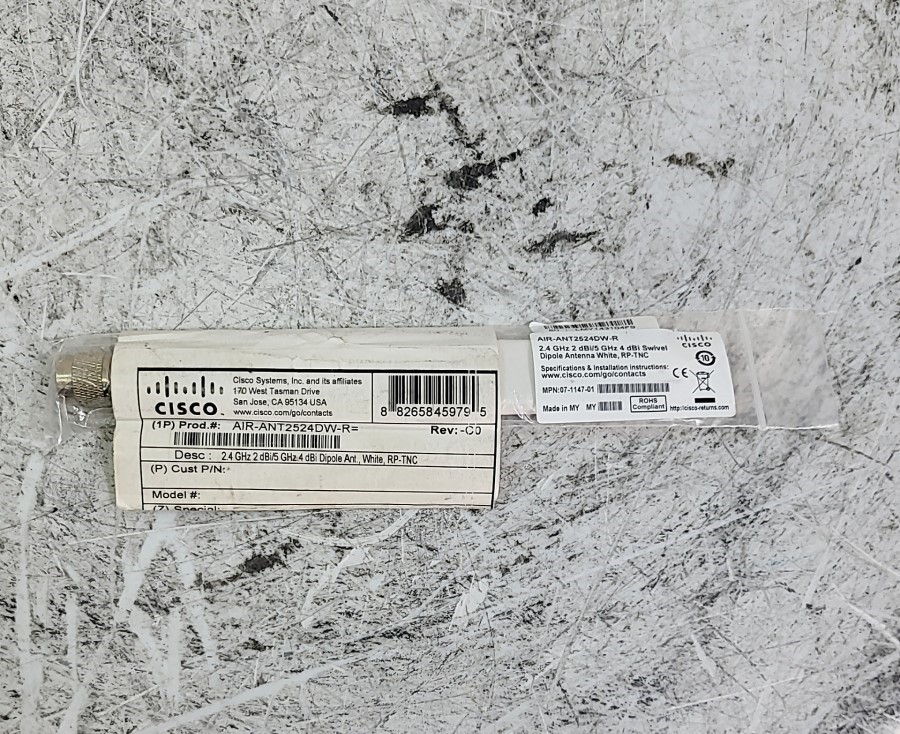 CISCO
Cisco Systems, Inc. and its affiliates
170 West Tasman Drive
San Jose, CA 95134 USA
www.cisco.com/go/contacts
8 8265845979 5
(1P) Prod.#: AIR-ANT2524DW-R=
Rev: -C0
Desc : 2.4 GHz 2 dBi/5 GHz 4 dBi Dipole Ant., White, RP-TNC
(P) Cust P/N:
Model #:
(Z) Special:
AIR-ANT2524DW-R
2.4 GHz 2 dBi/5 GHz 4 dBi Swivel
Dipole Antenna White, RP-TNC
Specifications & Installation Instructions:
www.cisco.com/go/contacts
MPN:07-1147-01
Made in MY MY
ROHS
Compliant
CISCO
10
CE
http://cisco-returns.com